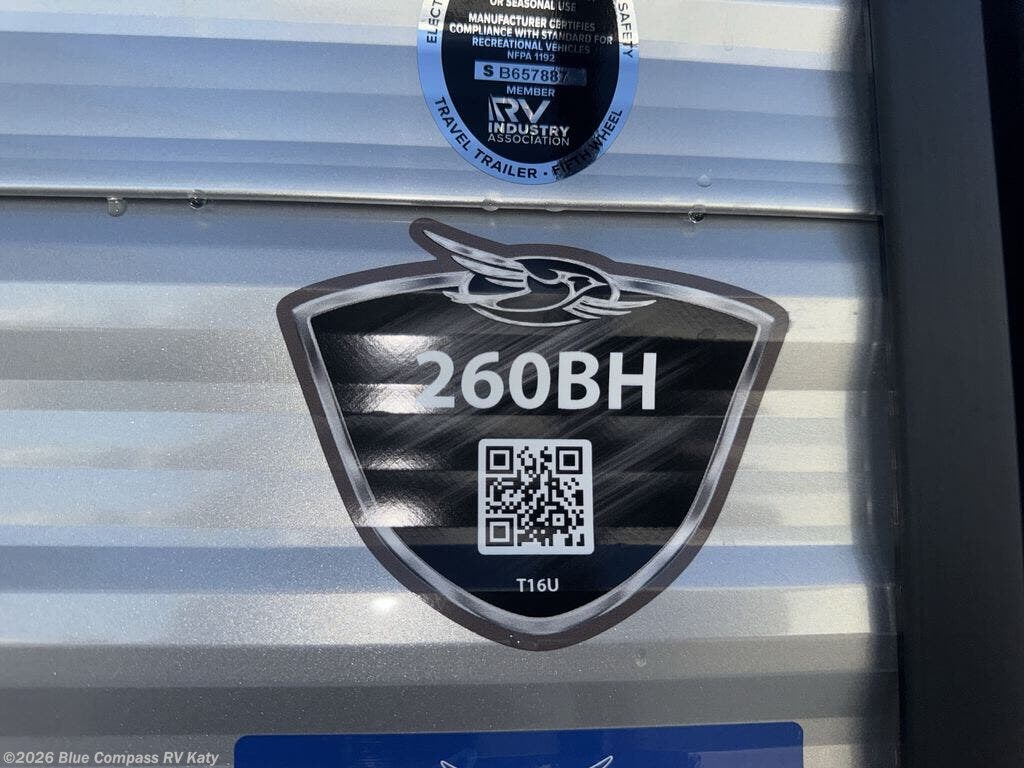 OR SEASONAL USE
MANUFACTURER CERTIFIES
COMPLIANCE WITH STANDARD FOR
RECREATIONAL VEHICLES
NFPA 1192
S B657887
MEMBER
RV
INDUSTRY
ASSOCIATION
SAFETY
TRAVEL TRAILER • FIFTH WHEEL
260BH
T16U
©2026 Blue Compass RV Katy